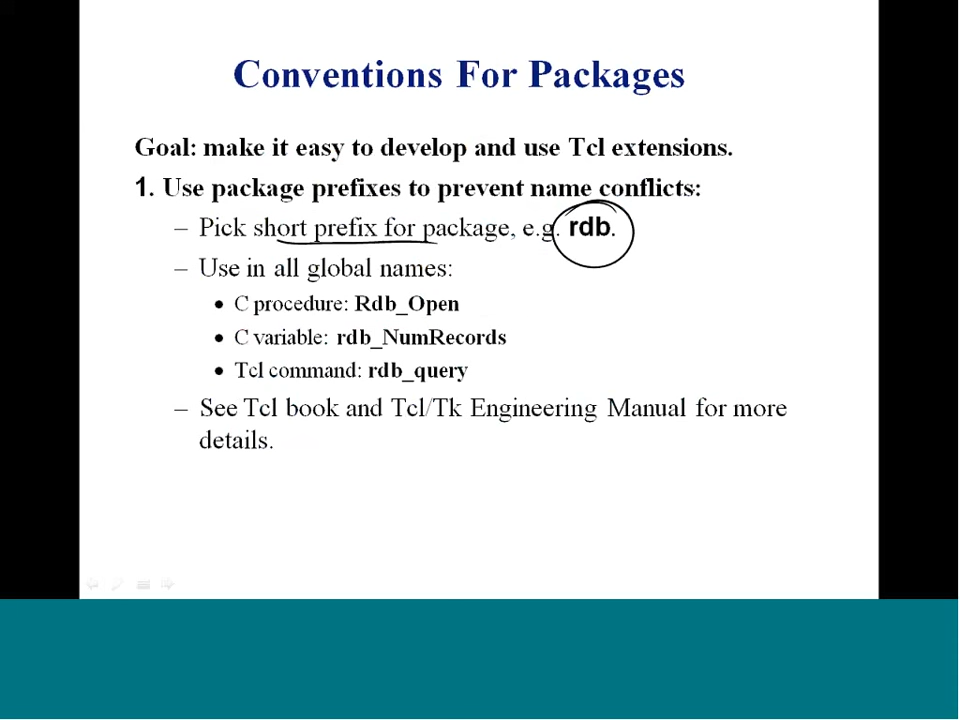 Conventions For Packages
Goal: make it easy to develop and use Tcl extensions.
1. Use package prefixes to prevent name conflicts:
– Pick short prefix for package, e.g. rdb.
– Use in all global names:
• C procedure: Rdb_Open
• C variable: rdb_NumRecords
• Tcl command: rdb_query
– See Tcl book and Tcl/Tk Engineering Manual for more
details.